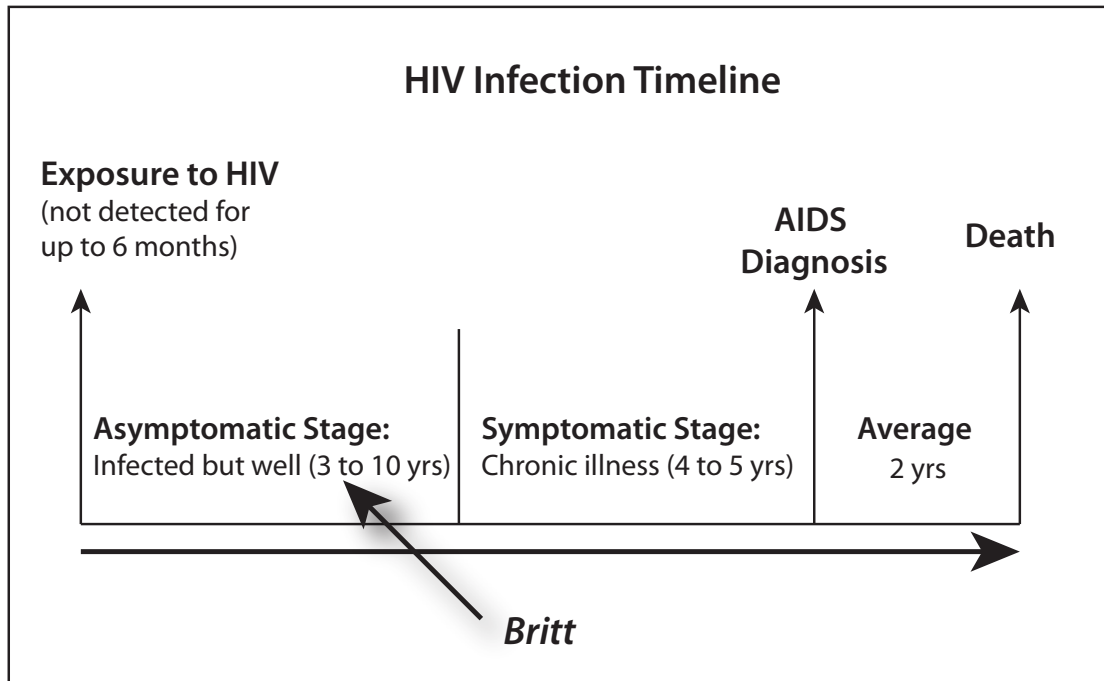 HIV Infection Timeline
Exposure to HIV
(not detected for
up to 6 months)
AIDS
Diagnosis
Death
Asymptomatic Stage:
Infected but well (3 to 10 yrs)
Symptomatic Stage:
Chronic illness (4 to 5 yrs)
Average
2 yrs
Britt